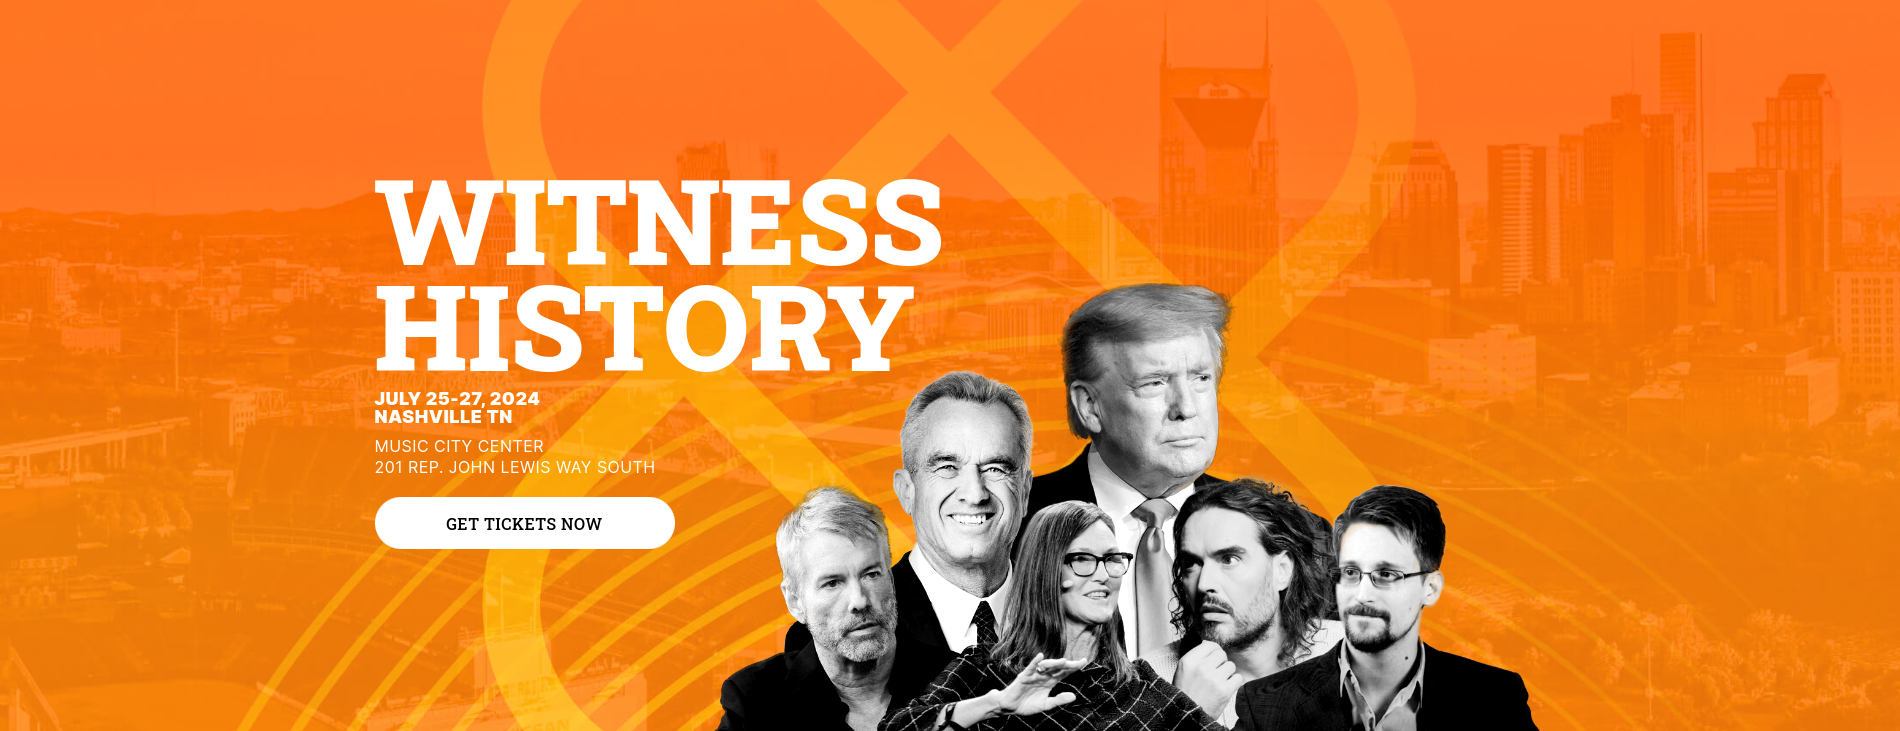 WITNESS
HISTORY
JULY 25-27, 2024
NASHVILLE TN
MUSIC CITY CENTER
201 REP. JOHN LEWIS WAY SOUTH
GET TICKETS NOW